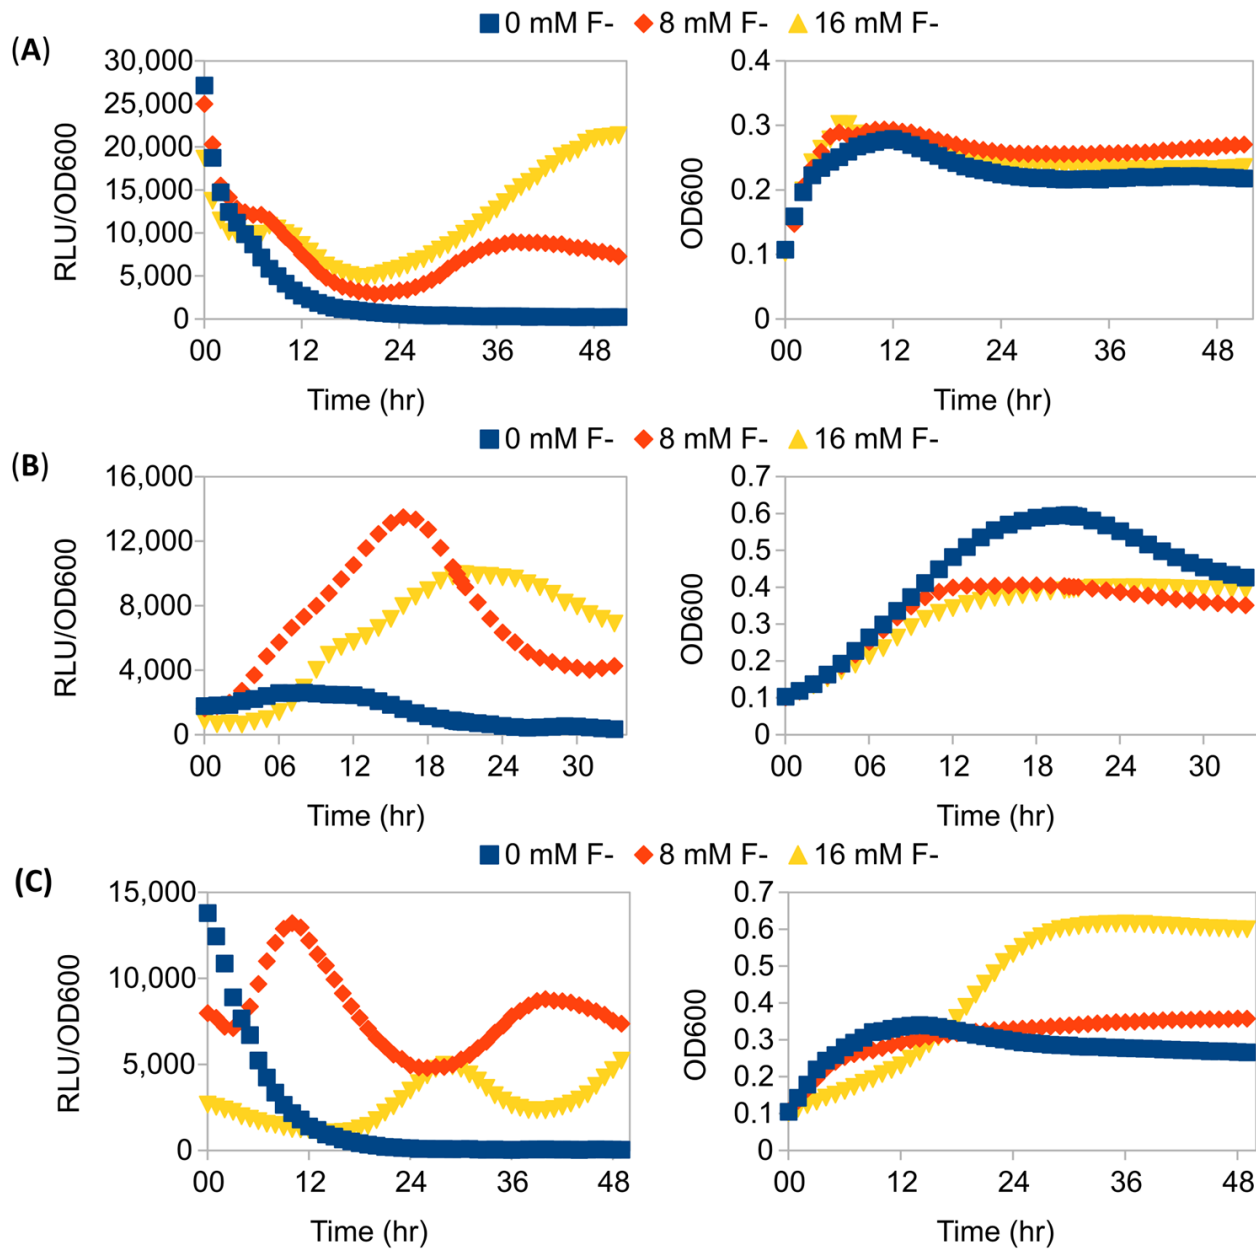 0 mM F- 8 mM F- 16 mM F-
(A)
30,000
25,000
20,000
15,000
10,000
5,000
0
RLU/OD600
00 12 24 36 48
Time (hr)
0.4
0.3
0.2
0.1
0
OD600
00 12 24 36 48
Time (hr)
0 mM F- 8 mM F- 16 mM F-
(B)
16,000
12,000
8,000
4,000
0
RLU/OD600
00 06 12 18 24 30
Time (hr)
0.7
0.6
0.5
0.4
0.3
0.2
0.1
0
OD600
00 06 12 18 24 30
Time (hr)
0 mM F- 8 mM F- 16 mM F-
(C)
15,000
10,000
5,000
0
RLU/OD600
00 12 24 36 48
Time (hr)
0.7
0.6
0.5
0.4
0.3
0.2
0.1
0
OD600
00 12 24 36 48
Time (hr)